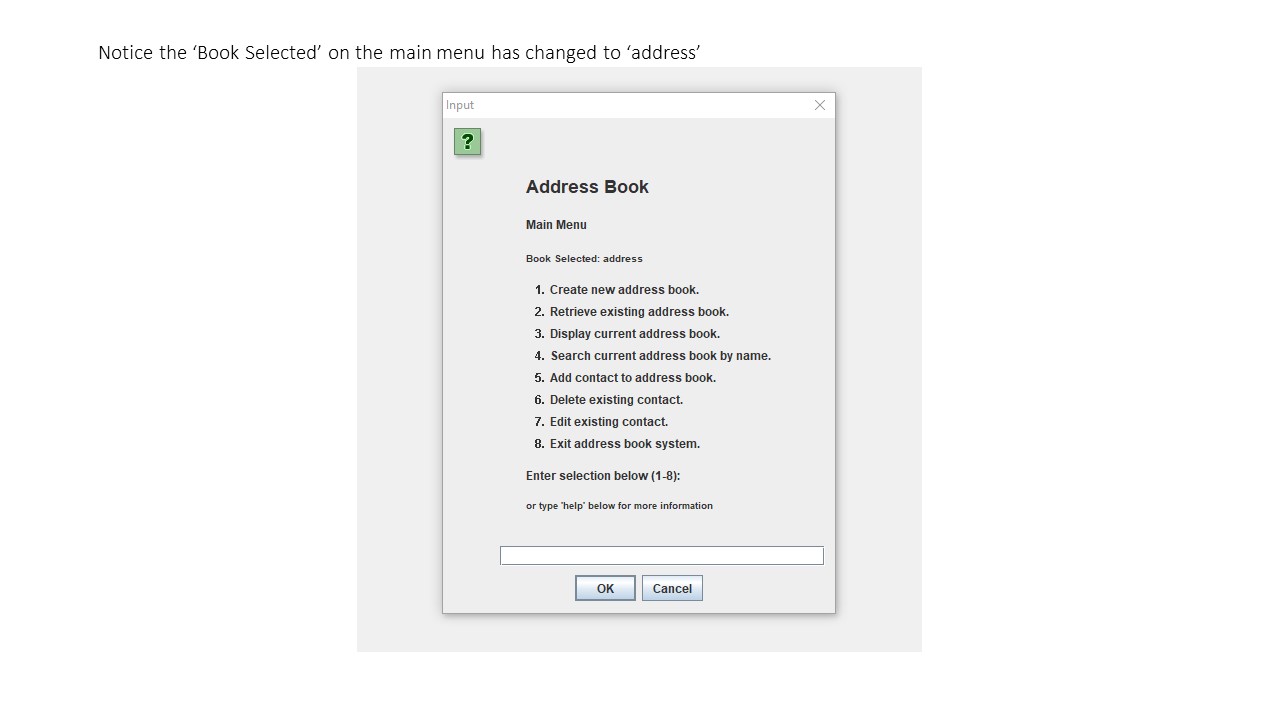 Notice the ‘Book Selected’ on the main menu has changed to ‘address’
Input
?
Address Book
Main Menu
Book Selected: address
1. Create new address book.
2. Retrieve existing address book.
3. Display current address book.
4. Search current address book by name.
5. Add contact to address book.
6. Delete existing contact.
7. Edit existing contact.
8. Exit address book system.
Enter selection below (1-8):
or type 'help' below for more information
OK Cancel